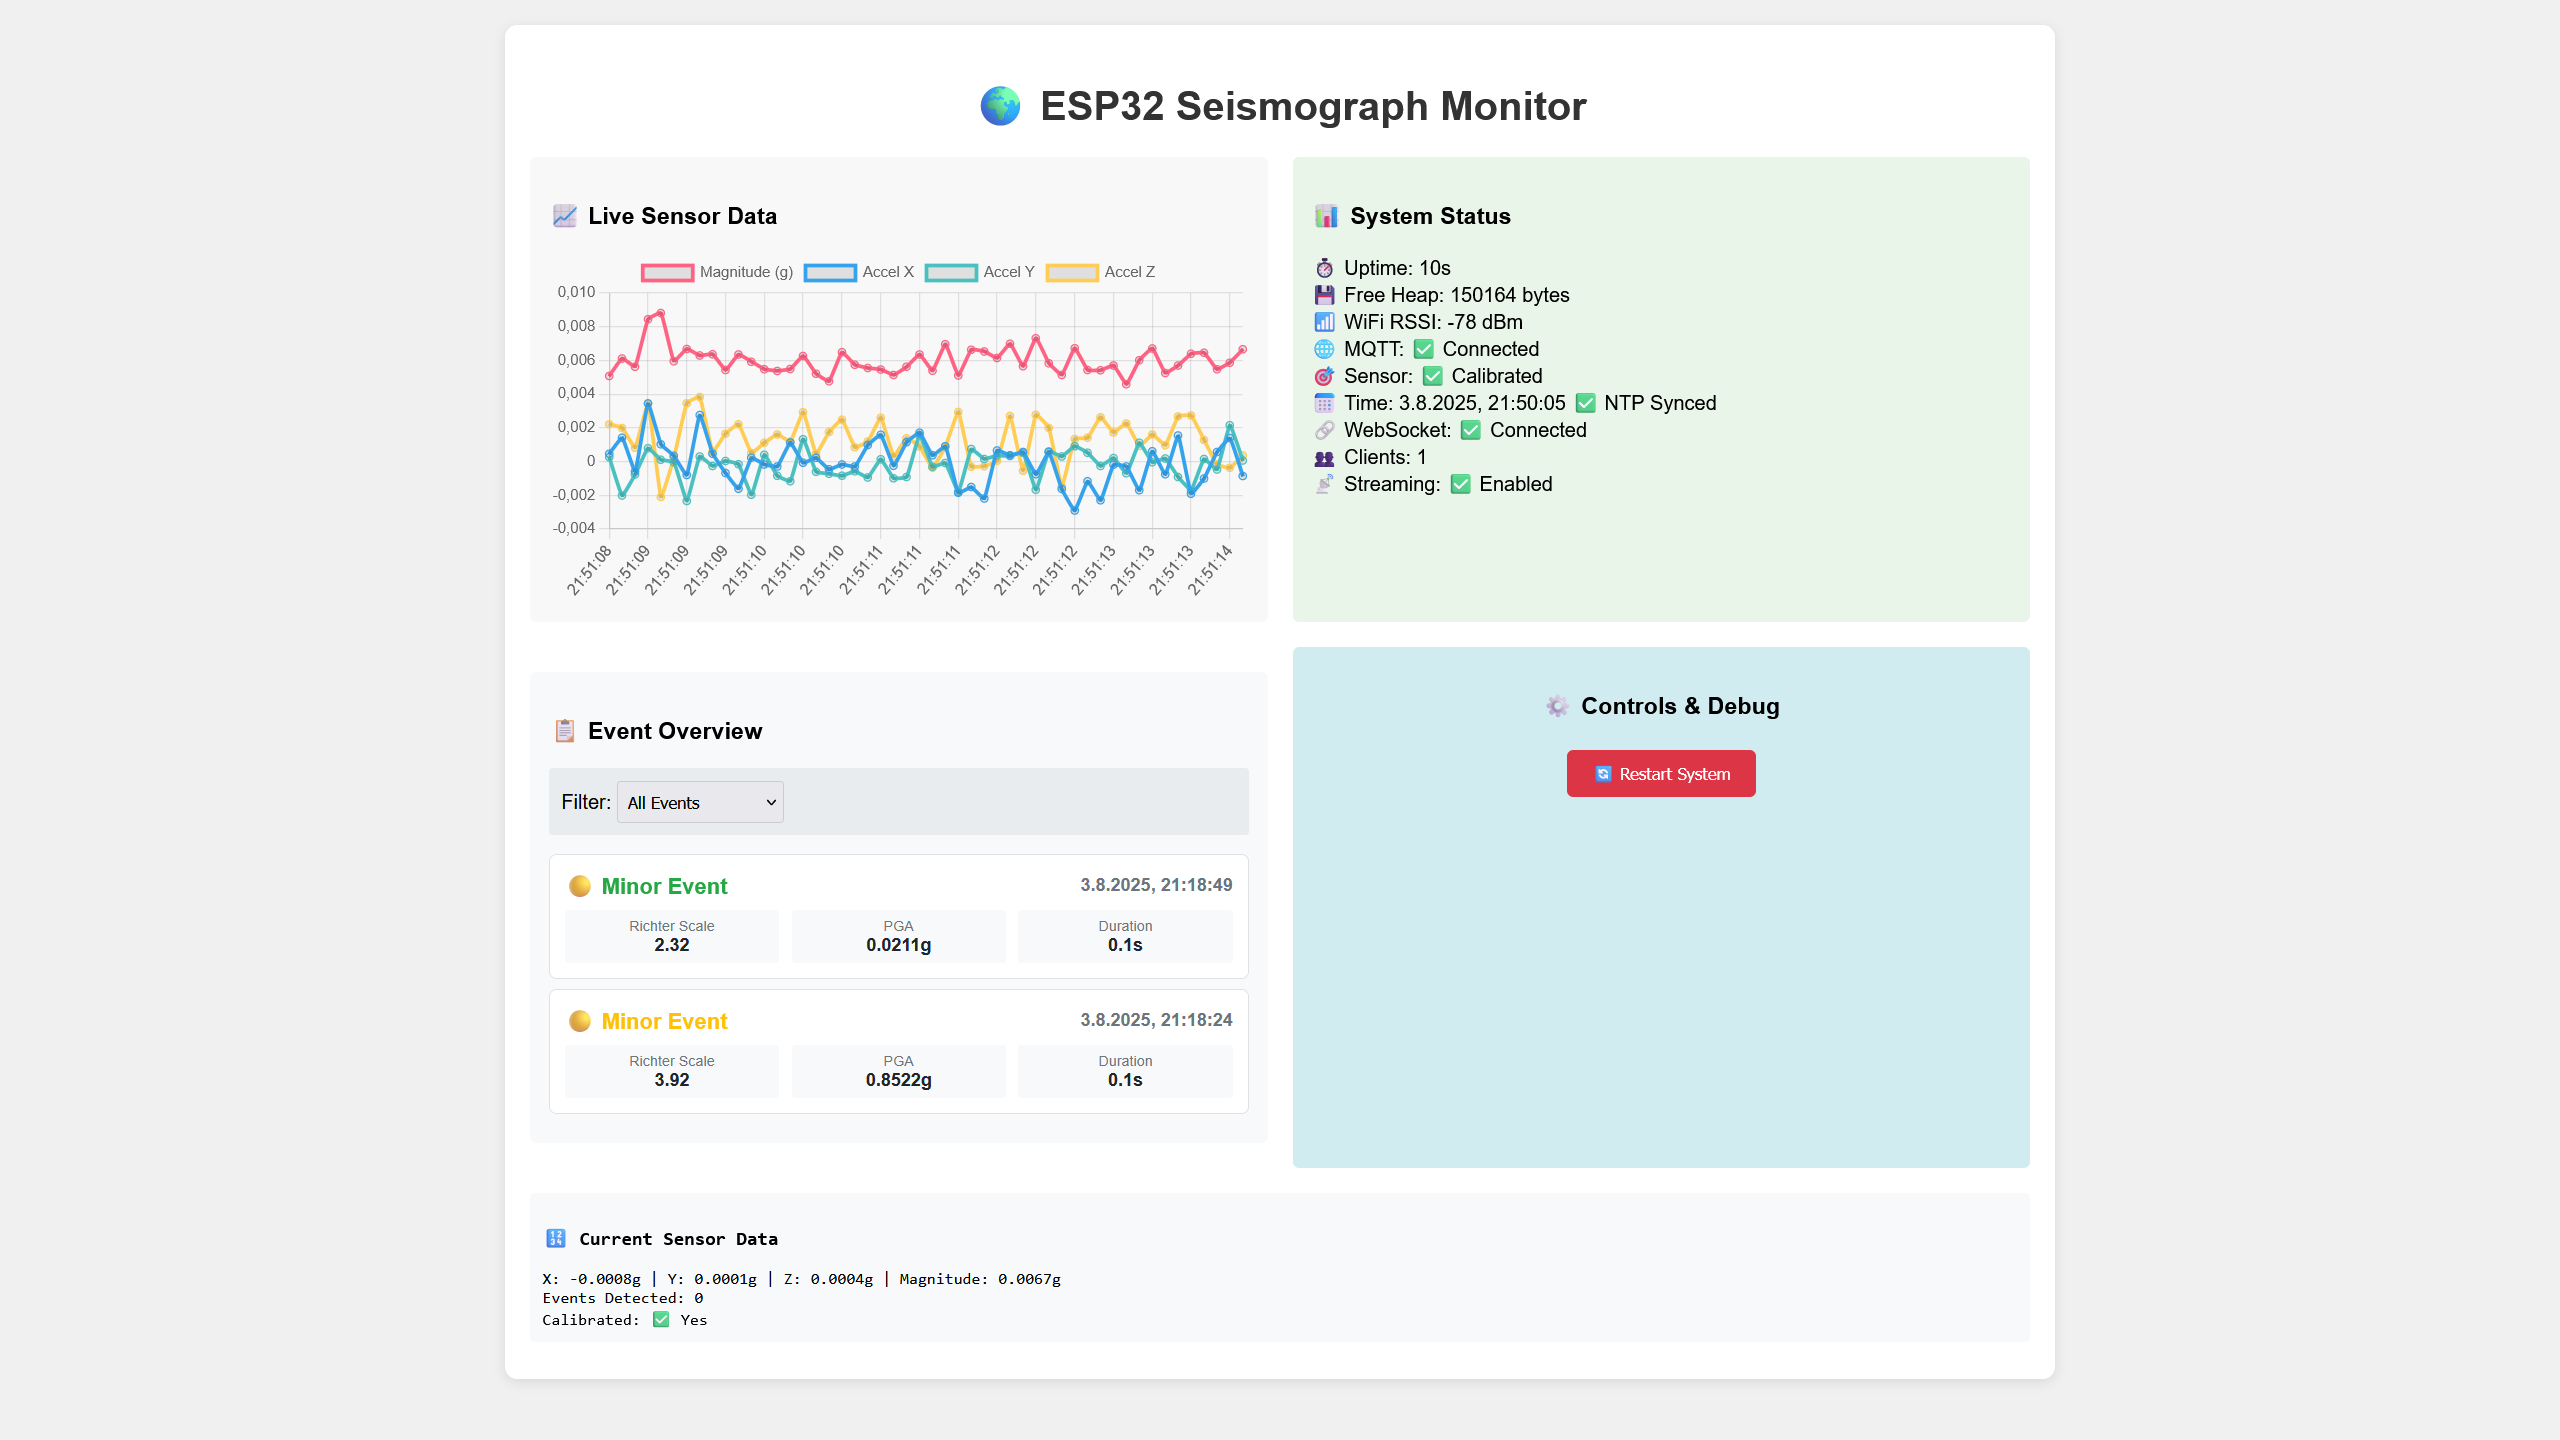 🌍 ESP32 Seismograph Monitor
📈 Live Sensor Data
Magnitude (g) Accel X Accel Y Accel Z
0,010
0,008
0,006
0,004
0,002
0
-0,002
-0,004
21:51:08 21:51:09 21:51:09 21:51:09 21:51:10 21:51:10 21:51:10 21:51:11 21:51:11 21:51:11 21:51:12 21:51:12 21:51:12 21:51:13 21:51:13 21:51:13 21:51:14
📊 System Status
⏱️ Uptime: 10s
💾 Free Heap: 150164 bytes
📶 WiFi RSSI: -78 dBm
🌐 MQTT: ✅ Connected
🎯 Sensor: ✅ Calibrated
📅 Time: 3.8.2025, 21:50:05 ✅ NTP Synced
🔗 WebSocket: ✅ Connected
👥 Clients: 1
📡 Streaming: ✅ Enabled
📋 Event Overview
Filter: All Events
🟡 Minor Event 3.8.2025, 21:18:49
Richter Scale PGA Duration
2.32 0.0211g 0.1s
🟡 Minor Event 3.8.2025, 21:18:24
Richter Scale PGA Duration
3.92 0.8522g 0.1s
⚙️ Controls & Debug
🔄 Restart System
🔢 Current Sensor Data
X: -0.0008g | Y: 0.0001g | Z: 0.0004g | Magnitude: 0.0067g
Events Detected: 0
Calibrated: ✅ Yes